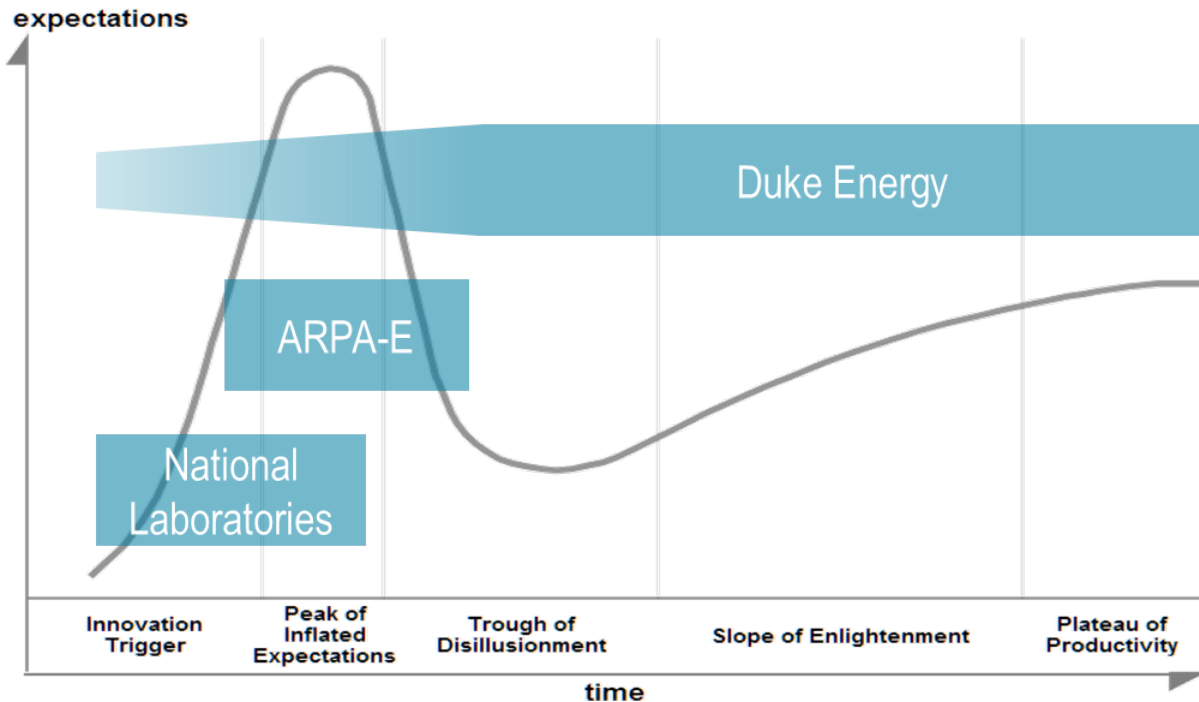 expectations
Duke Energy
ARPA-E
National
Laboratories
Innovation
Trigger
Peak of
Inflated
Expectations
Trough of
Disillusionment
Slope of Enlightenment
Plateau of
Productivity
time